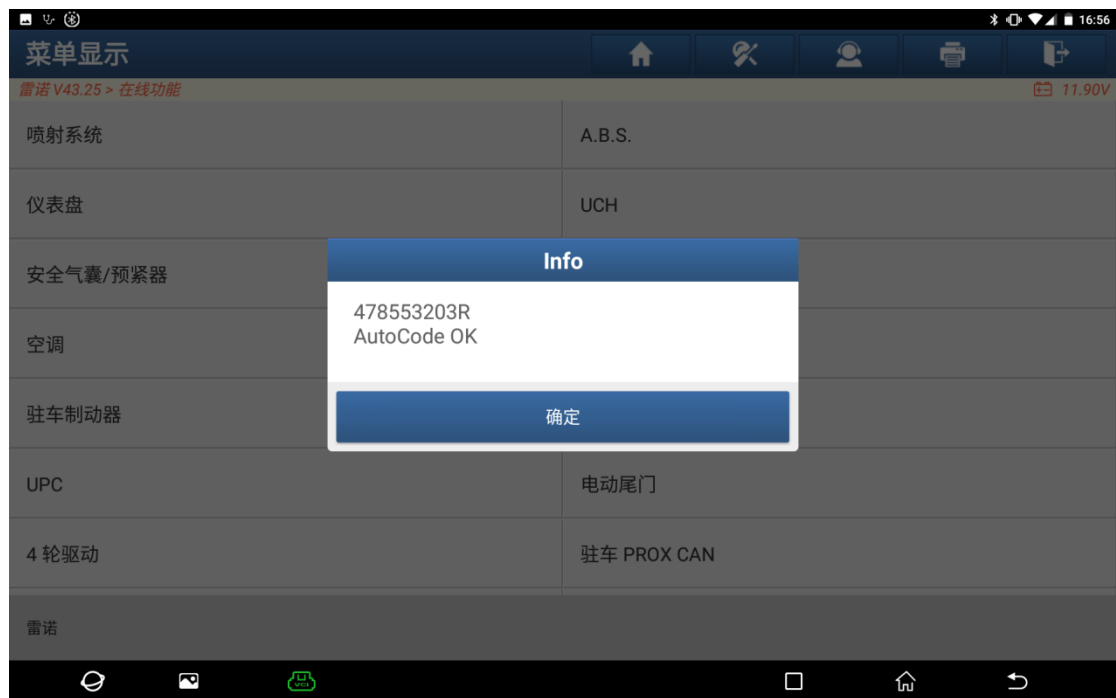 16:56
菜单显示
雷诺 V43.25 > 在线功能
11.90V
喷射系统
A.B.S.
仪表盘
UCH
安全气囊/预紧器
Info
478553203R
AutoCode OK
空调
确定
驻车制动器
UPC
电动尾门
4 轮驱动
驻车 PROX CAN
雷诺
VCI